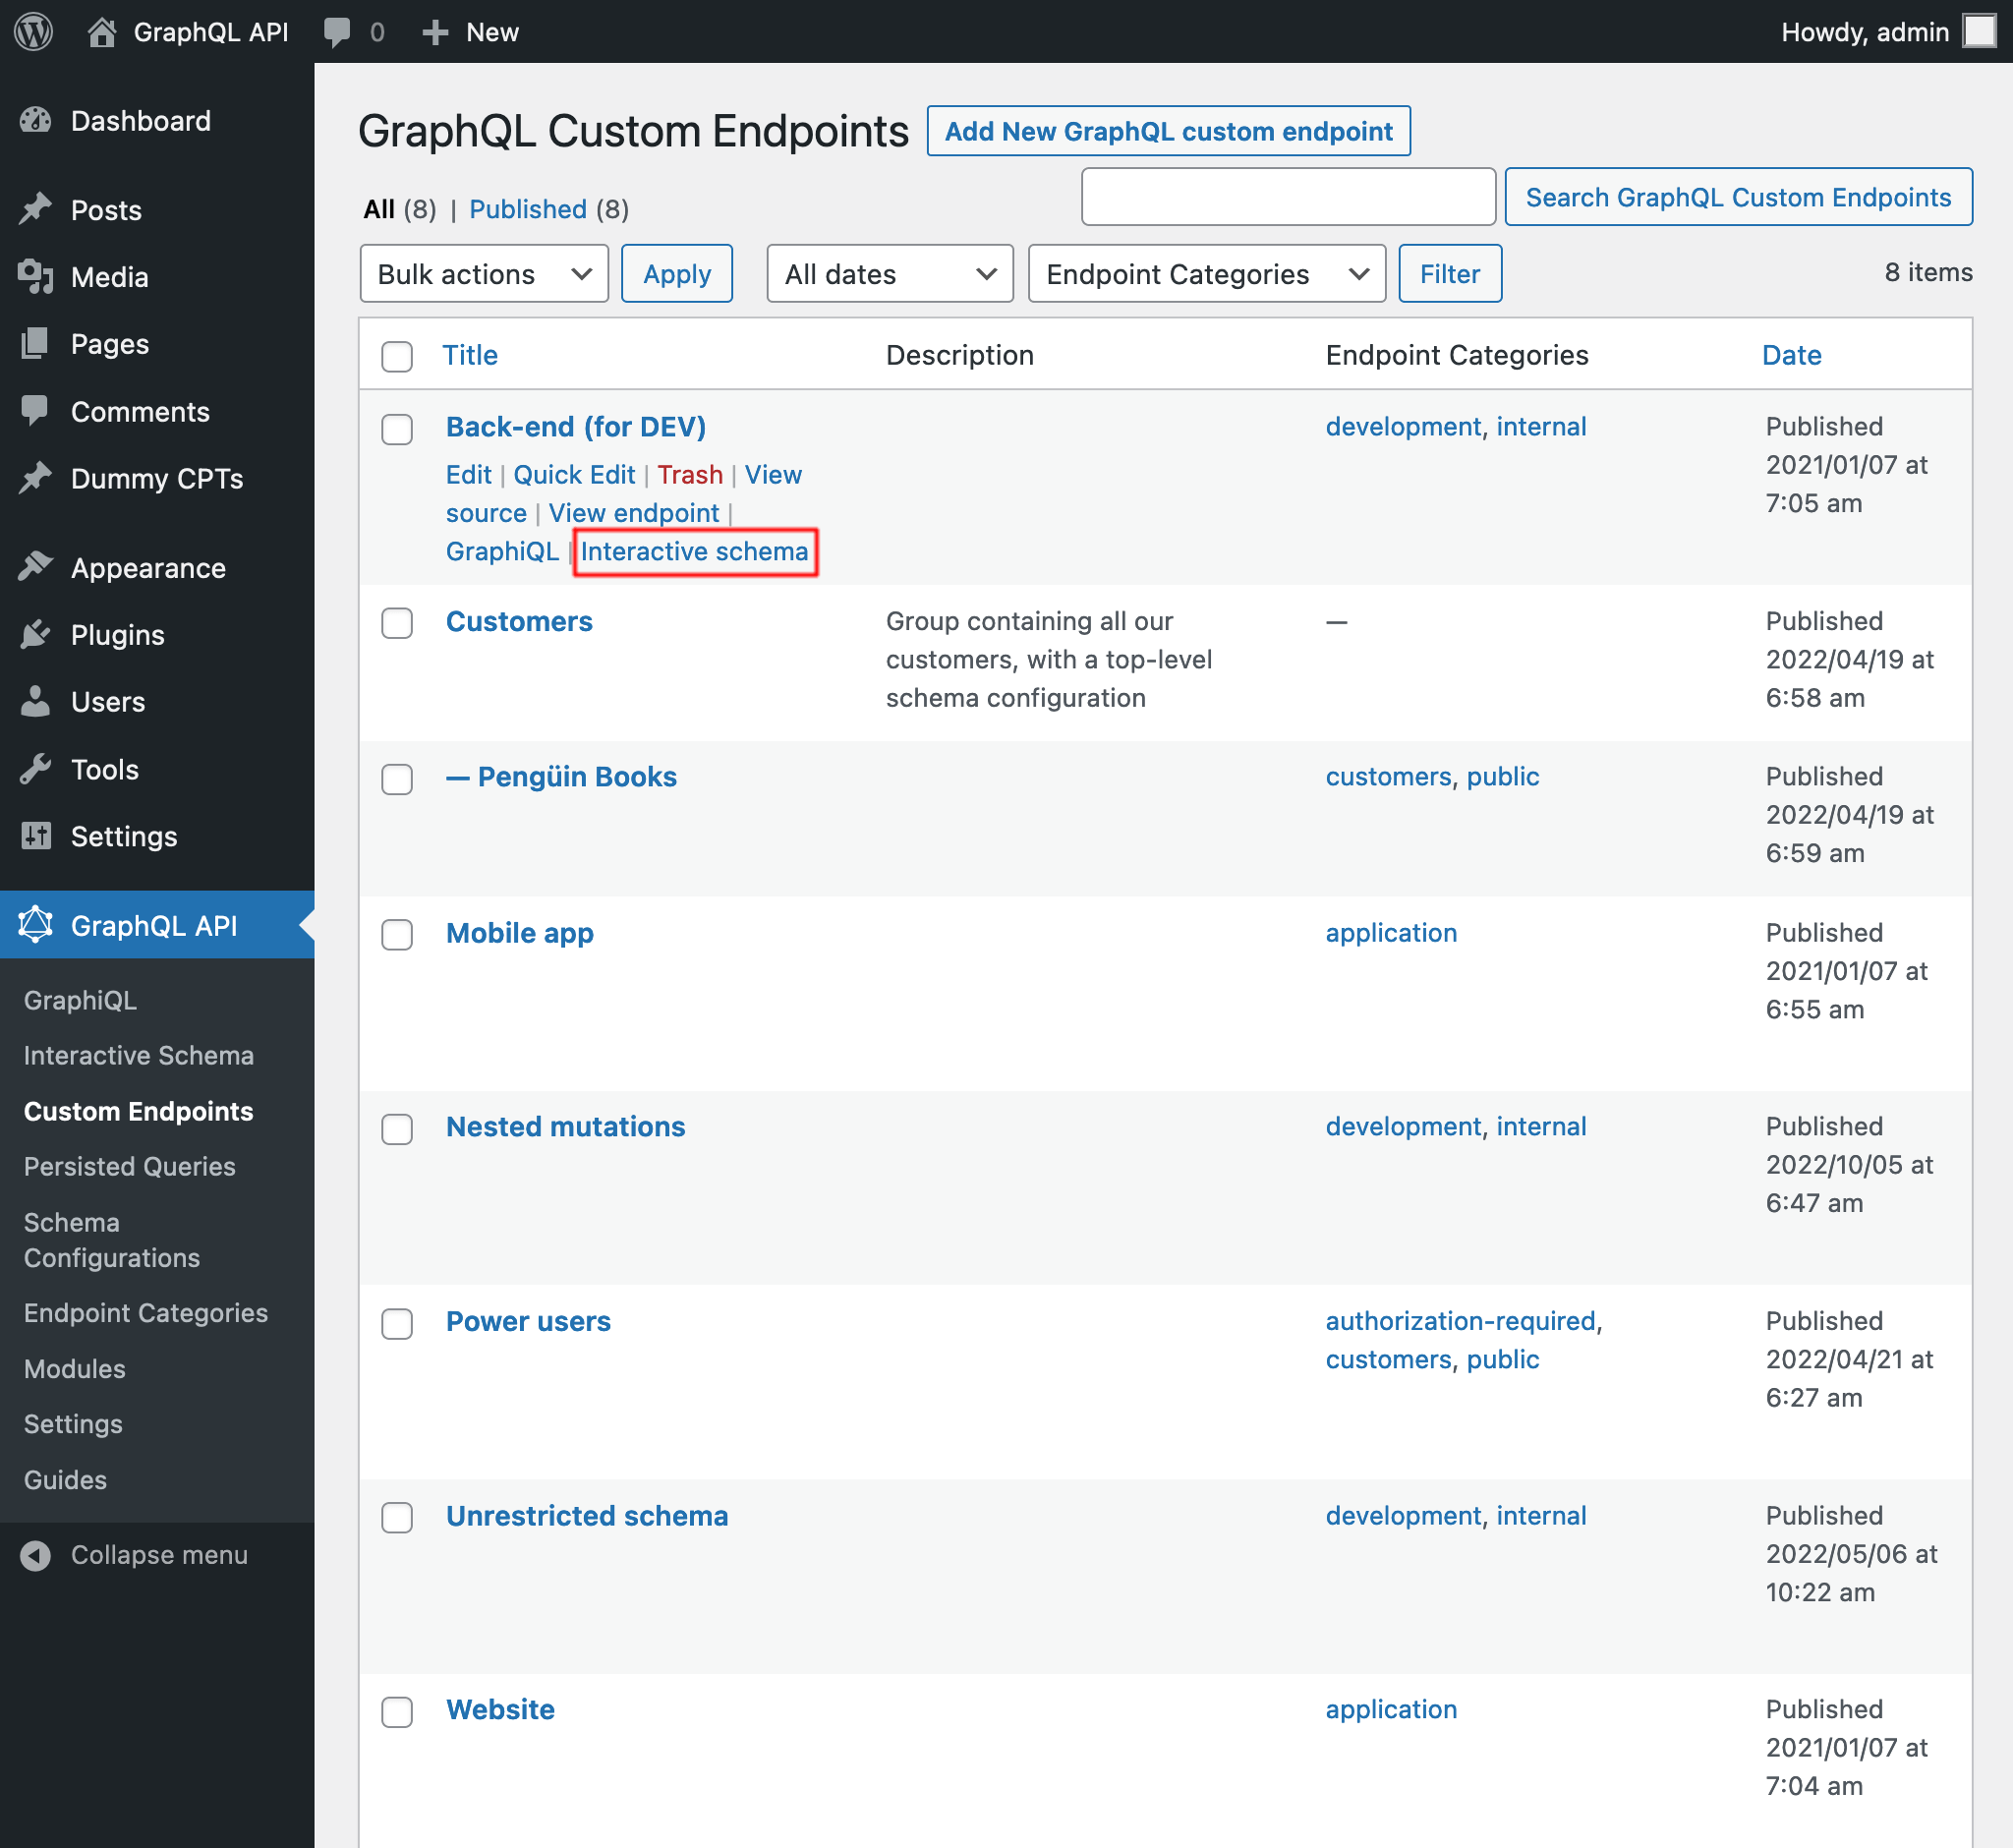 GraphQL API 0 New Howdy, admin
Dashboard
Posts
Media
Pages
Comments
Dummy CPTs
Appearance
Plugins
Users
Tools
Settings
GraphQL API
GraphiQL
Interactive Schema
Custom Endpoints
Persisted Queries
Schema
Configurations
Endpoint Categories
Modules
Settings
Guides
Collapse menu
GraphQL Custom Endpoints Add New GraphQL custom endpoint
All (8) | Published (8) Search GraphQL Custom Endpoints
Bulk actions Apply All dates Endpoint Categories Filter 8 items
Title Description Endpoint Categories Date
Back-end (for DEV) development, internal Published
Edit | Quick Edit | Trash | View 2021/01/07 at
source | View endpoint | 7:05 am
GraphiQL | Interactive schema
Customers Group containing all our — Published
customers, with a top-level 2022/04/19 at
schema configuration 6:58 am
— Pengüin Books customers, public Published
2022/04/19 at
6:59 am
Mobile app application Published
2021/01/07 at
6:55 am
Nested mutations development, internal Published
2022/10/05 at
6:47 am
Power users authorization-required, Published
customers, public 2022/04/21 at
6:27 am
Unrestricted schema development, internal Published
2022/05/06 at
10:22 am
Website application Published
2021/01/07 at
7:04 am